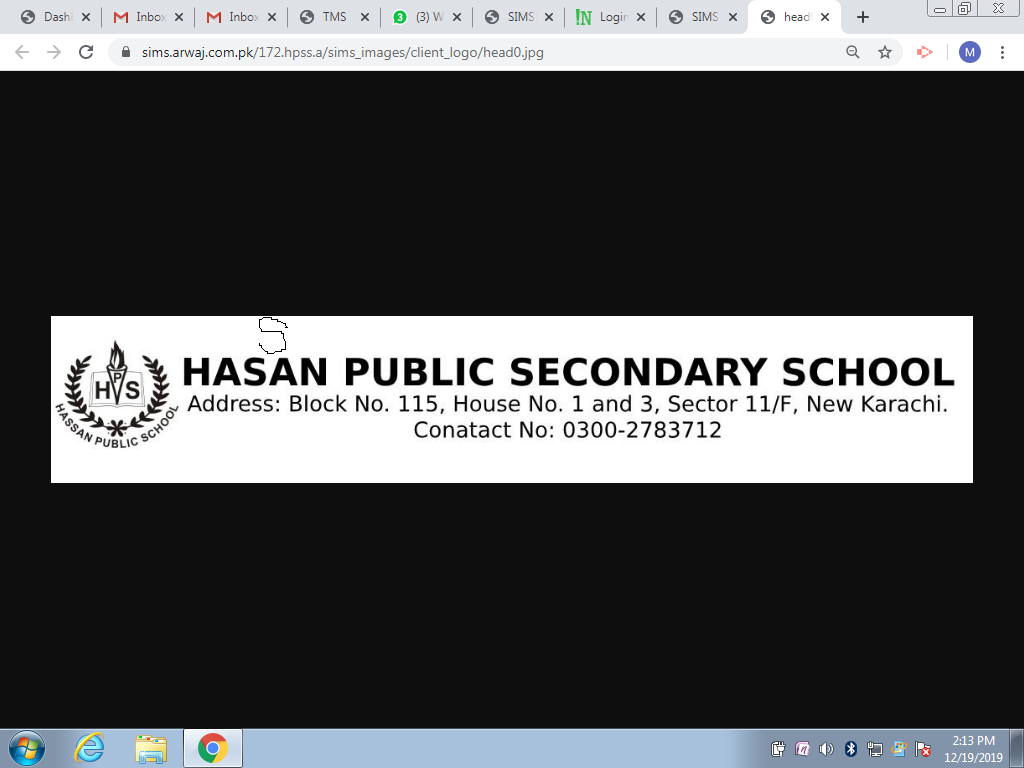 Dash
Inbox
Inbox
TMS
3 (3) W
SIMS
!N Login
SIMS
head
sims.arwaj.com.pk/172.hpss.a/sims_images/client_logo/head0.jpg
M
S
HASAN PUBLIC SECONDARY SCHOOL
Address: Block No. 115, House No. 1 and 3, Sector 11/F, New Karachi.
Conatact No: 0300-2783712
HPS
HASSAN PUBLIC SCHOOL
2:13 PM
12/19/2019